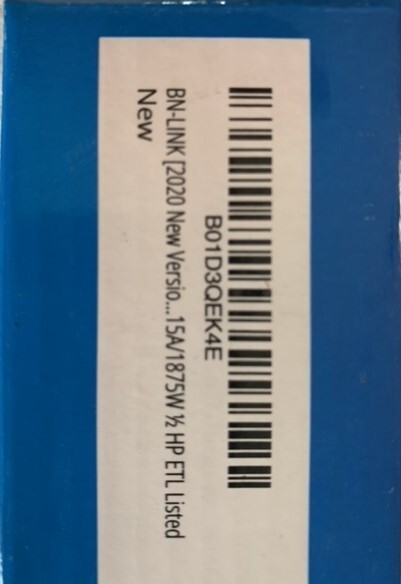 B01D3QEK4E
BN-LINK [2020 New Versio...15A/1875W ½ HP ETL Listed
New